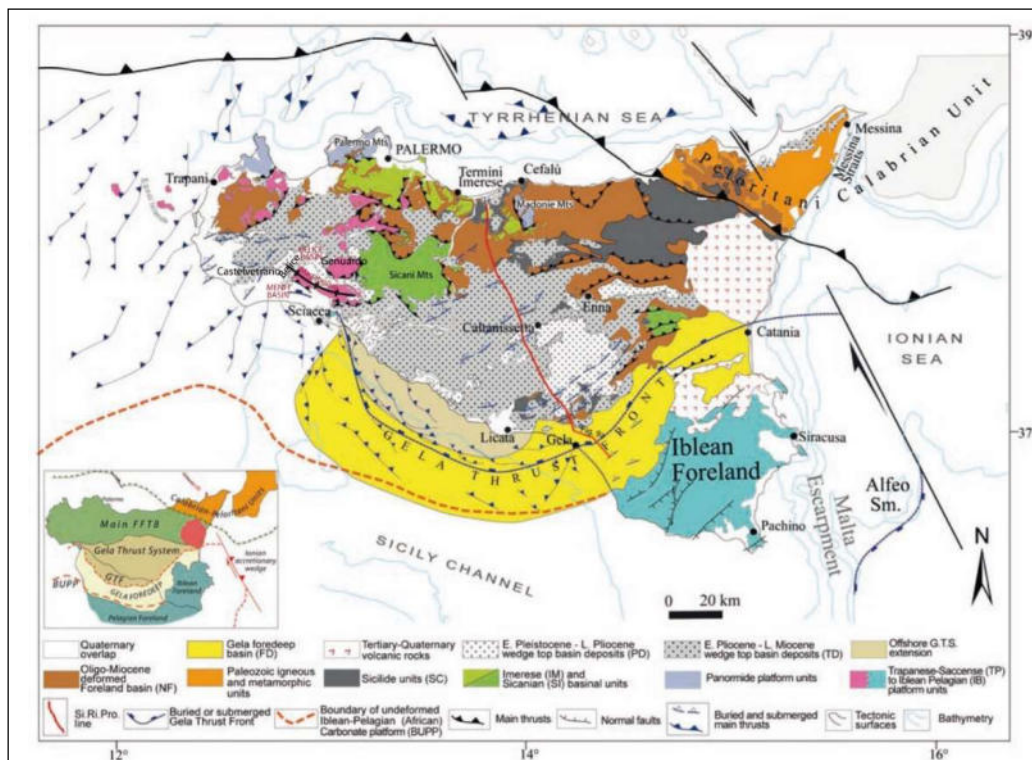 39
TYRRHENIAN SEA
Calabrian Unit
Messina
Messina
Straits
Peloritani
Palermo Mts
PALERMO
Trapani
Termini
Imerese
Cefalù
Madonie Mts
Castelvetrano
Genuardo
Sicani Mts
MENFI
BASIN
Sciacca
Enna
Caltanissetta
Catania
IONIAN
SEA
37
Licata
Gela
GELA THRUST FRONT
Iblean
Foreland
Siracusa
Alfeo
Sm.
Malta
Escarpment
Pachino
SICILY CHANNEL
N
0 20 km
Palermo
Main FFTB
Gela Thrust System
GTF
GELA FOREDEEP
BUPP
Iblean
Foreland
Pelagian Foreland
Ionian
accretionary
wedge
Quaternary
overlap
Gela foredeep
basin (FD)
Tertiary-Quaternary
volcanic rocks
E. Pleistocene - L. Pliocene
wedge top basin deposits (PD)
E. Pliocene - L. Miocene
wedge top basin deposits (TD)
Offshore G.T.S.
extension
Oligo-Miocene
deformed
Foreland basin (NF)
Paleozoic igneous
and metamorphic
units
Sicilide units (SC)
Imerese (IM) and
Sicanian (SI) basinal
units
Panormide platform units
Trapanese-Saccense (TP)
to Iblean Pelagian (IB)
platform units
Si.Ri.Pro.
line
Buried or submerged
Gela Thrust Front
Boundary of undeformed
Iblean-Pelagian (African)
Carbonate platform (BUPP)
Main thrusts
Normal faults
Buried and submerged
main thrusts
Tectonic
surfaces
Bathymetry
12°
14°
16°